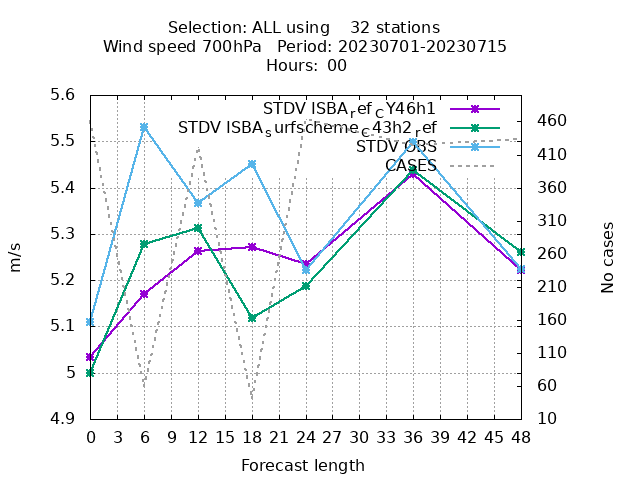 Selection: ALL using 32 stations
Wind speed 700hPa Period: 20230701-20230715
Hours: 00
STDV ISBA_ref_CY46h1
STDV ISBA_surfscheme_C43h2_ref
STDV OBS
CASES
5.6
5.5
5.4
5.3
5.2
5.1
5
4.9
m/s
460
410
360
310
260
210
160
110
60
10
No cases
0 3 6 9 12 15 18 21 24 27 30 33 36 39 42 45 48
Forecast length